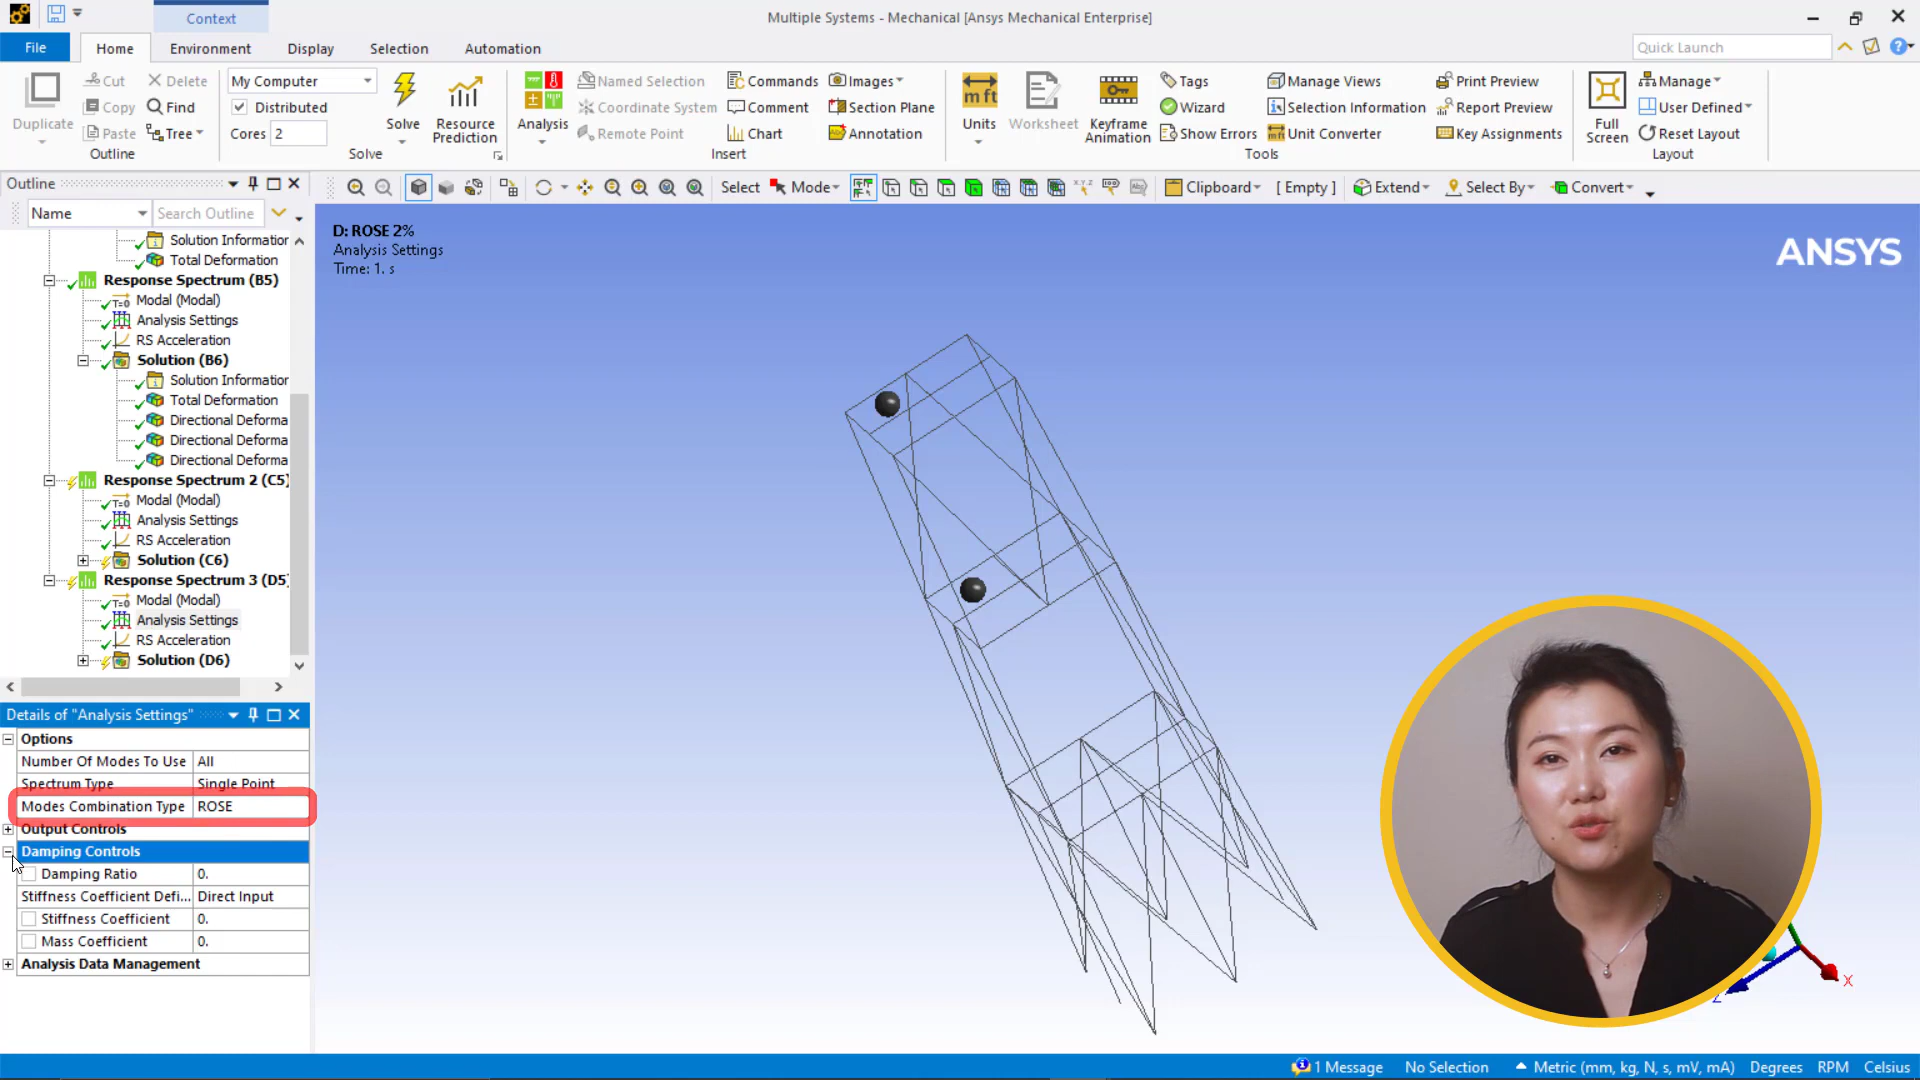 Context
Multiple Systems - Mechanical [Ansys Mechanical Enterprise]
File
Home
Environment
Display
Selection
Automation
Quick Launch
Duplicate
Cut
Copy
Paste
Delete
Find
Tree
Outline
My Computer
Distributed
Cores 2
Solve
Resource Prediction
Solve
Analysis
Named Selection
Coordinate System
Remote Point
Commands
Comment
Chart
Images
Section Plane
Annotation
Insert
Units
Worksheet
Keyframe Animation
Tags
Wizard
Show Errors
Manage Views
Selection Information
Unit Converter
Print Preview
Report Preview
Key Assignments
Tools
Full Screen
Manage
User Defined
Reset Layout
Layout
Outline
Name
Search Outline
Select
Mode
Clipboard
[ Empty ]
Extend
Select By
Convert
Solution Information
Total Deformation
Response Spectrum (B5)
Modal (Modal)
Analysis Settings
RS Acceleration
Solution (B6)
Solution Information
Total Deformation
Directional Deforma
Directional Deforma
Directional Deforma
Response Spectrum 2 (C5)
Modal (Modal)
Analysis Settings
RS Acceleration
Solution (C6)
Response Spectrum 3 (D5)
Modal (Modal)
Analysis Settings
RS Acceleration
Solution (D6)
D: ROSE 2%
Analysis Settings
Time: 1. s
ANSYS
Details of "Analysis Settings"
Options
Number Of Modes To Use All
Spectrum Type Single Point
Modes Combination Type ROSE
Output Controls
Damping Controls
Damping Ratio 0.
Stiffness Coefficient Defi... Direct Input
Stiffness Coefficient 0.
Mass Coefficient 0.
Analysis Data Management
X
Z
1 Message
No Selection
Metric (mm, kg, N, s, mV, mA)
Degrees
RPM
Celsius